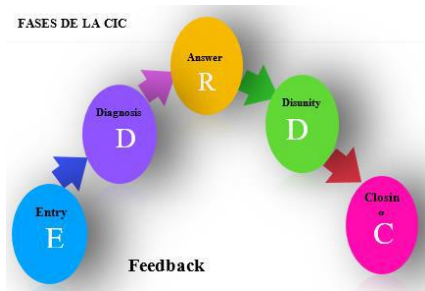 FASES DE LA CIC
Answer
R
Diagnosis
D
Disunity
D
Entry
E
Closin
g
C
Feedback